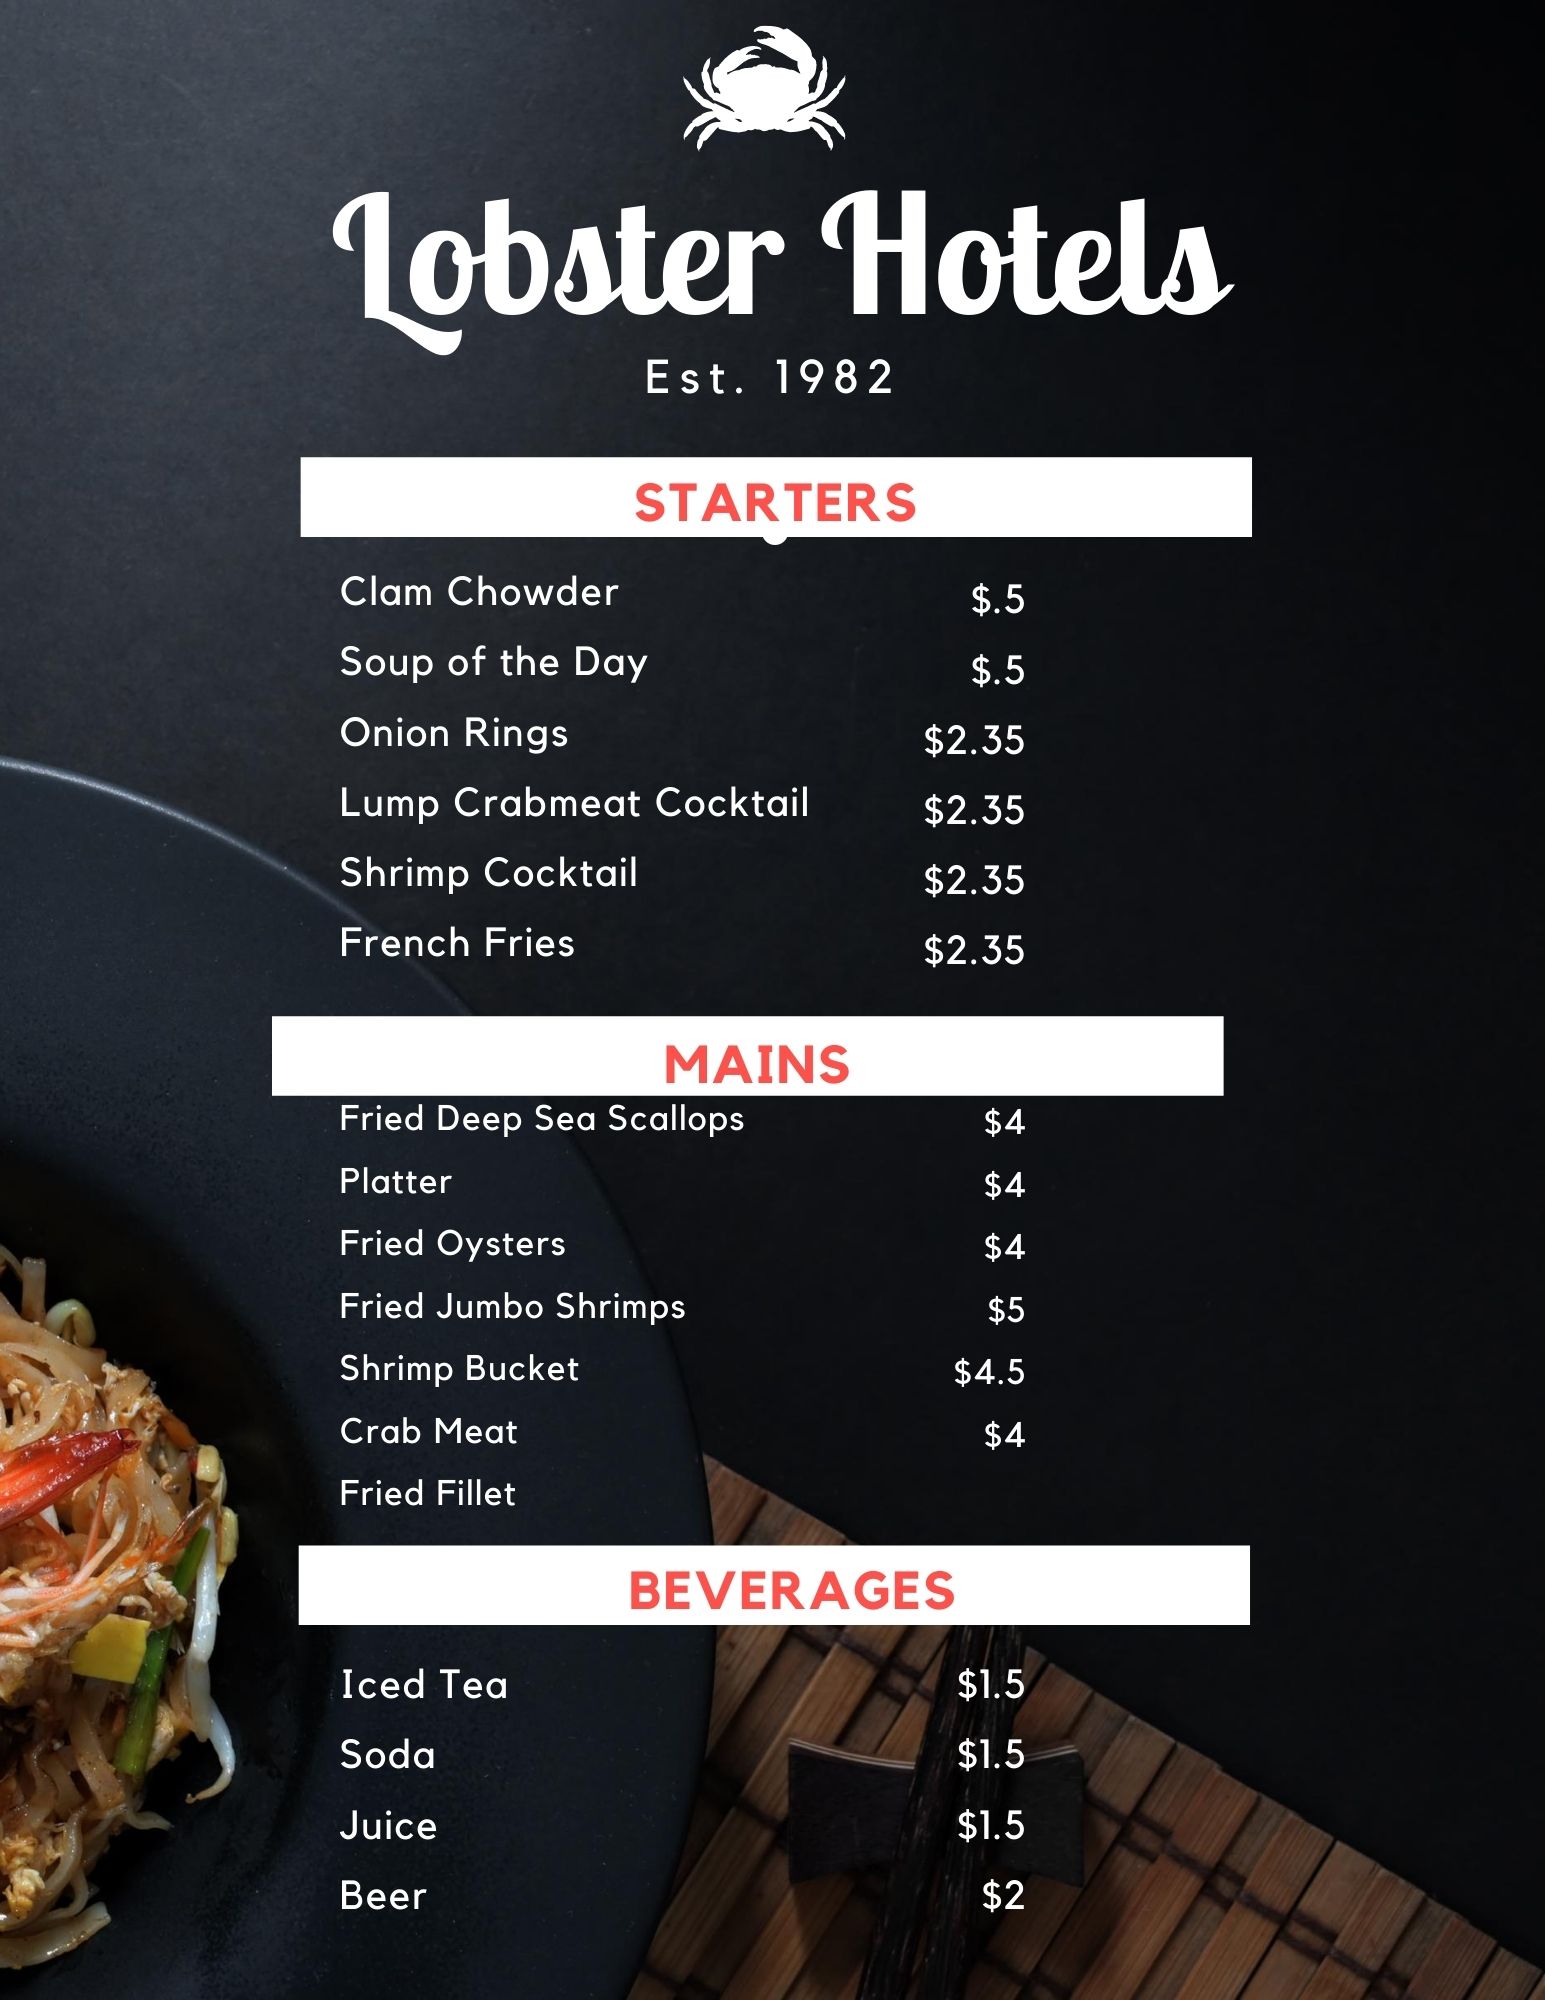 Lobster Hotels
Est. 1982
STARTERS
Clam Chowder $.5
Soup of the Day $.5
Onion Rings $2.35
Lump Crabmeat Cocktail $2.35
Shrimp Cocktail $2.35
French Fries $2.35
MAINS
Fried Deep Sea Scallops $4
Platter $4
Fried Oysters $4
Fried Jumbo Shrimps $5
Shrimp Bucket $4.5
Crab Meat $4
Fried Fillet
BEVERAGES
Iced Tea $1.5
Soda $1.5
Juice $1.5
Beer $2